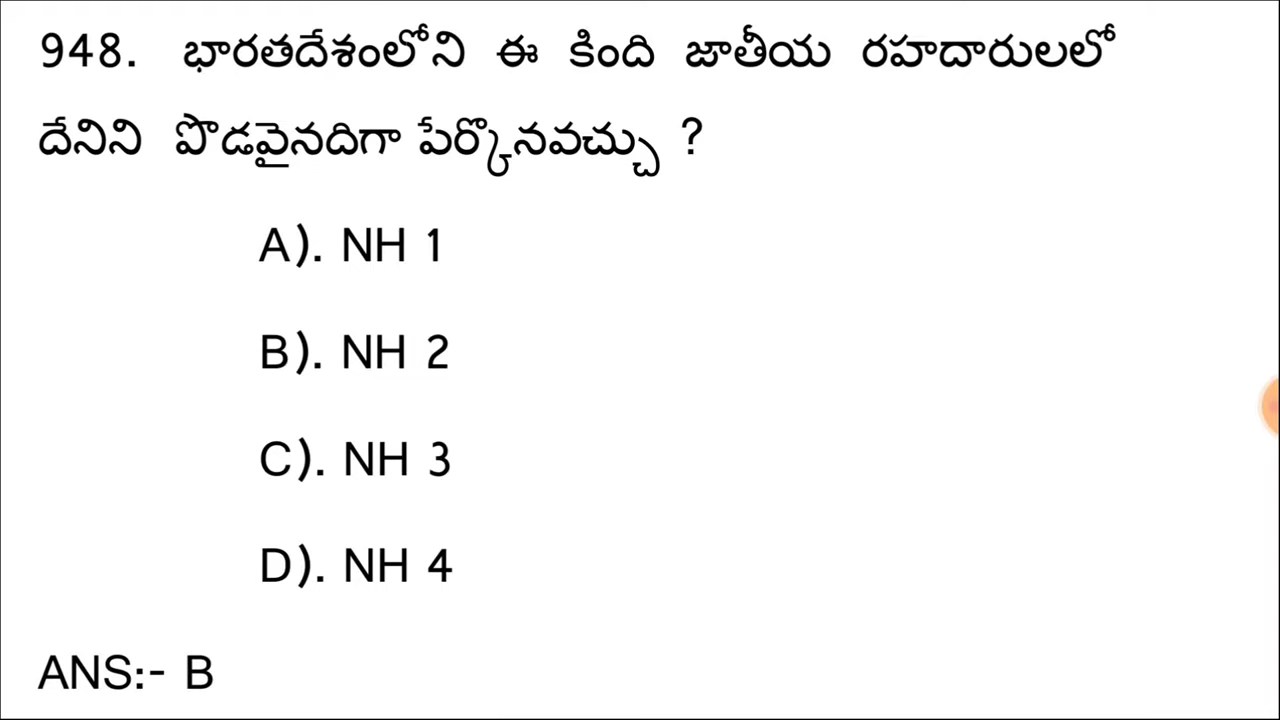 948. భారతదేశంలోని ఈ కింది జాతీయ రహదారులలో
దేనిని పొడవైనదిగా పేర్కొనవచ్చు ?
A). NH 1
B). NH 2
C). NH 3
D). NH 4
ANS:- B